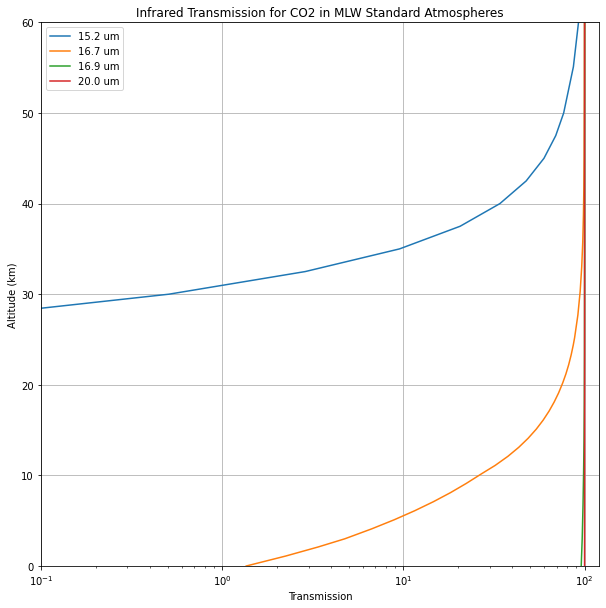 Infrared Transmission for CO2 in MLW Standard Atmospheres
15.2 um
16.7 um
16.9 um
20.0 um
60
50
40
30
20
10
0
Altitude (km)
10⁻¹ 10⁰ 10¹ 10²
Transmission